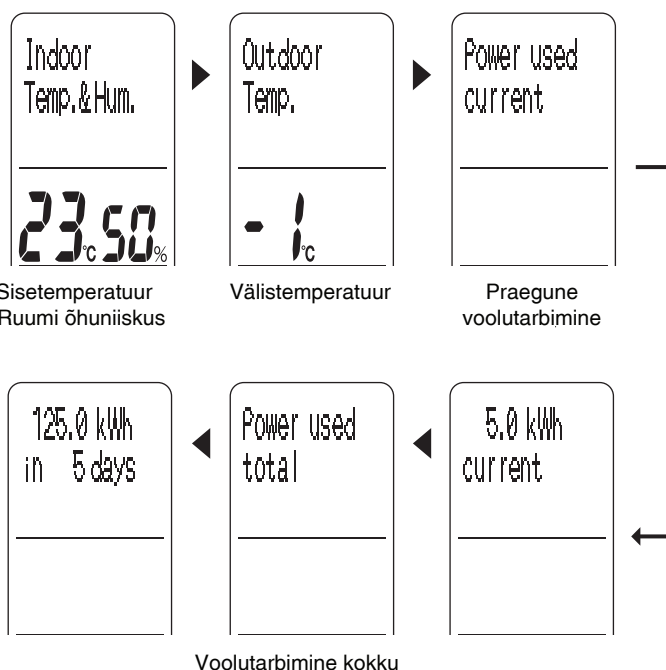 Indoor
Temp.&Hum.
23°C 50%
Outdoor
Temp.
-1°C
Power used
current
Sisetemperatuur
Ruumi õhuniiskus
Välistemperatuur
Praegune
voolutarbimine
125.0 kWh
in 5 days
Power used
total
5.0 kWh
current
Voolutarbimine kokku